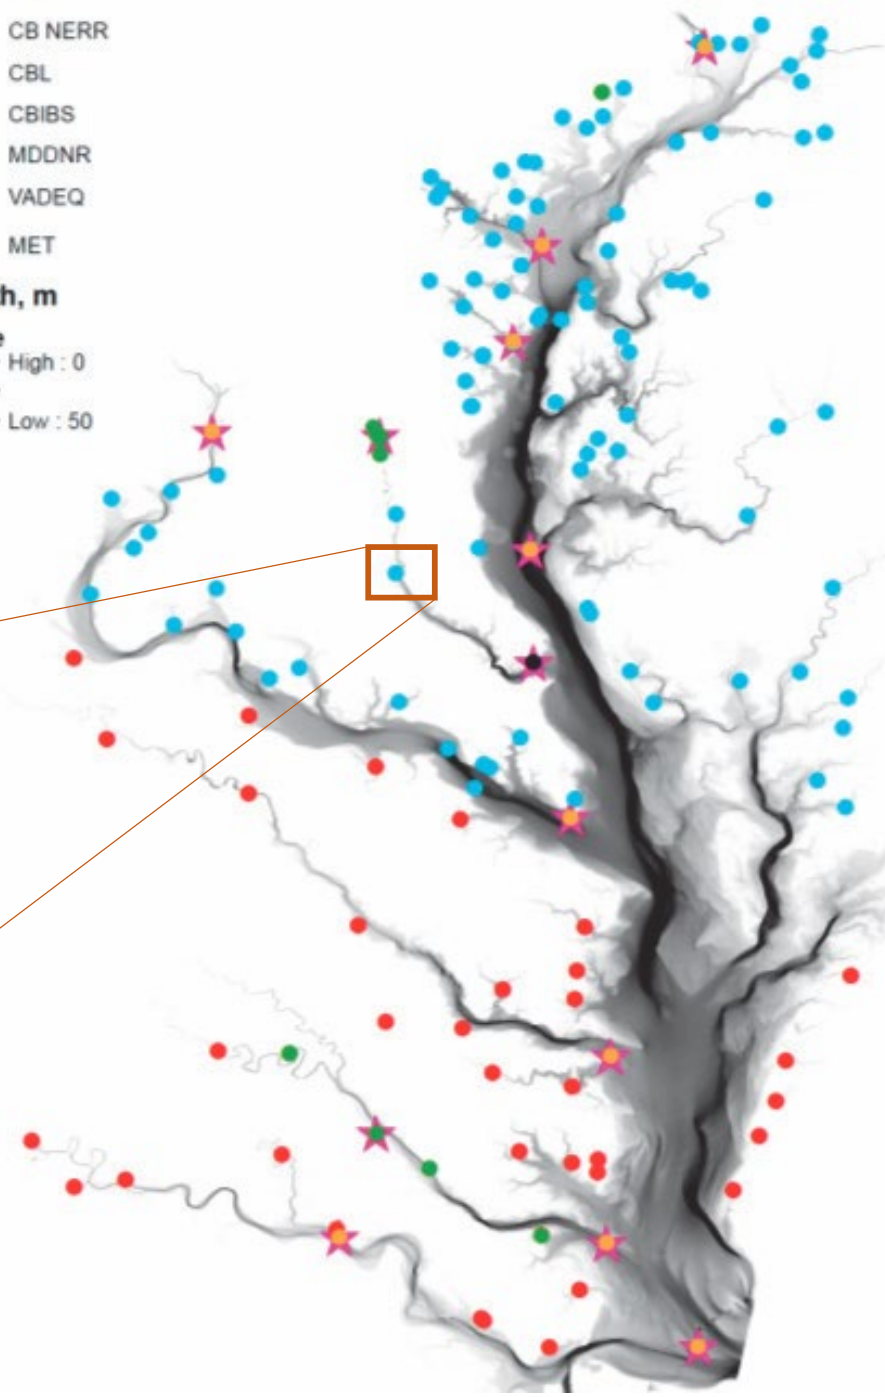 CB NERR
CBL
CBIBS
MDDNR
VADEQ
MET
h, m
e
High : 0
Low : 50